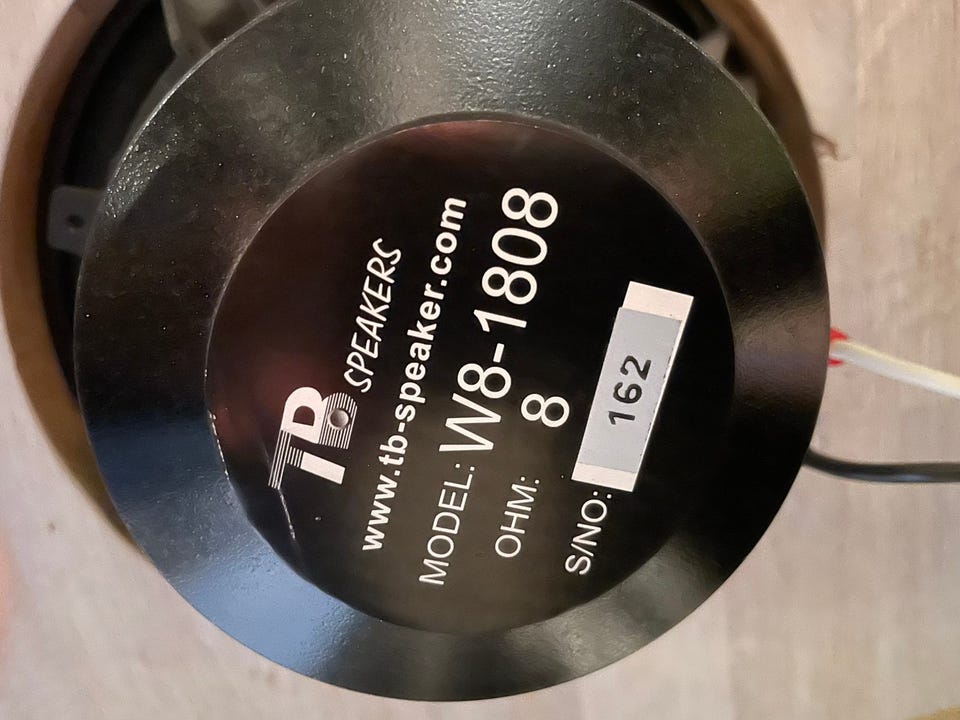 TB SPEAKERS
www.tb-speaker.com
MODEL: W8-1808
OHM: 8
S/NO: 162